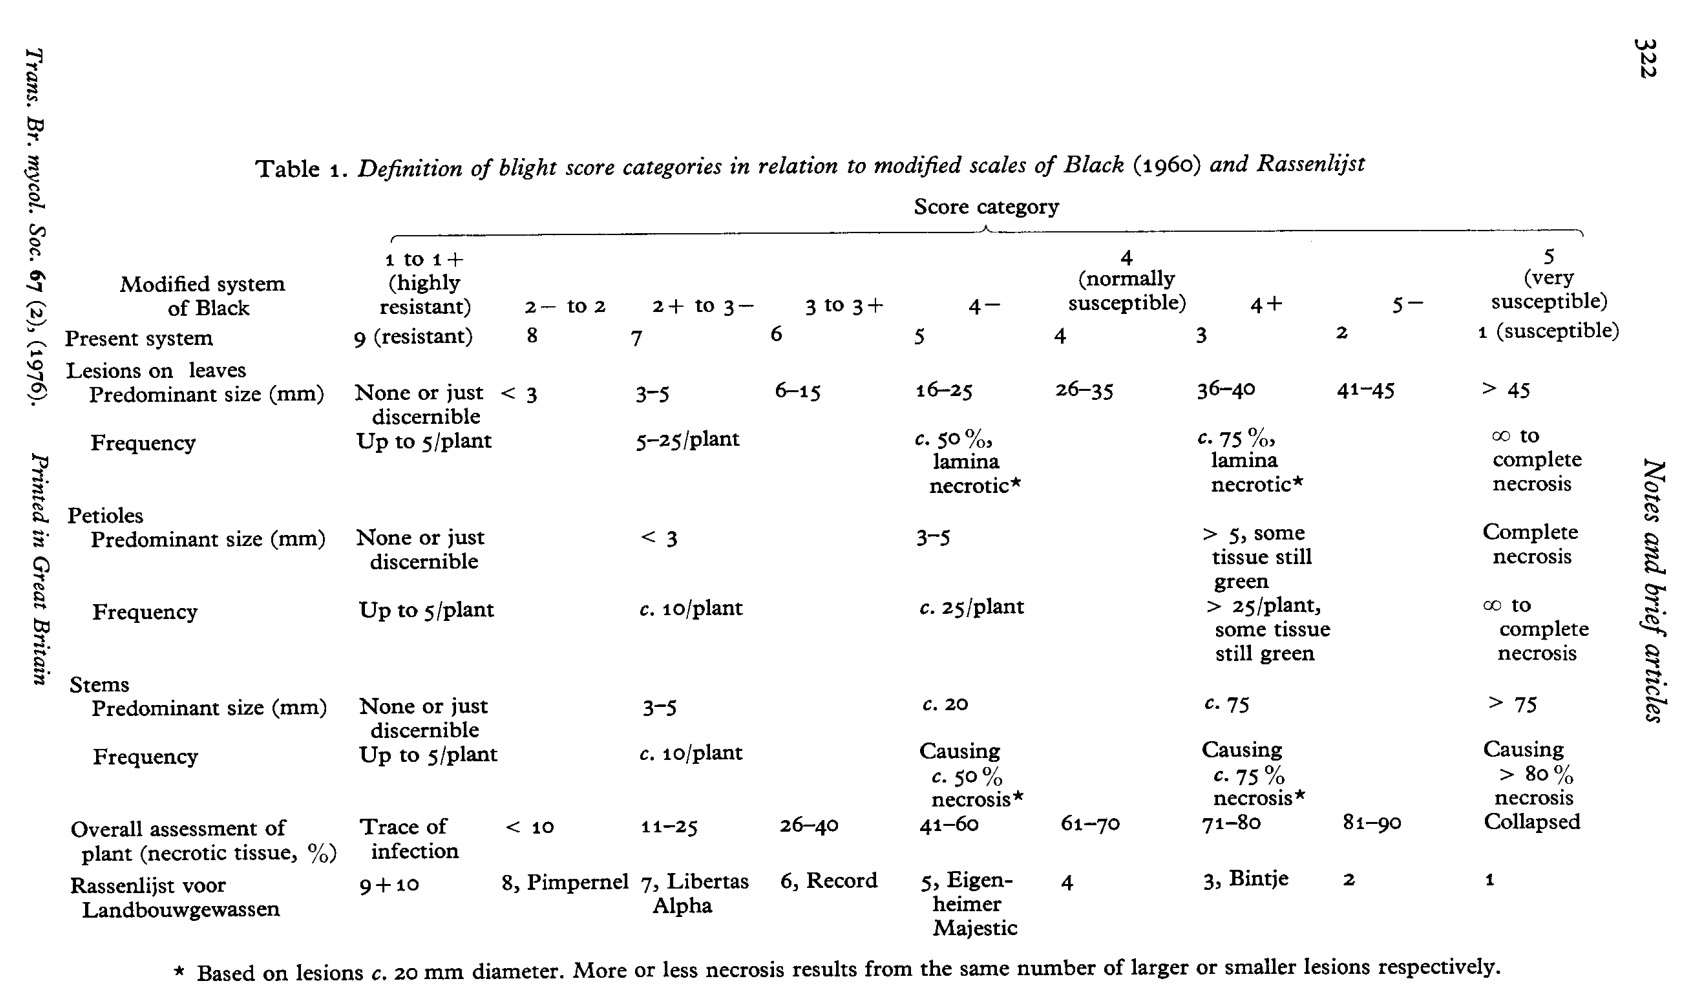 322
Trans. Br. mycol. Soc. 67 (2), (1976). Printed in Great Britain
Notes and brief articles
Table 1. Definition of blight score categories in relation to modified scales of Black (1960) and Rassenlijst
Score category
Modified system of Black 1 to 1+ (highly resistant) 2− to 2 2+ to 3− 3 to 3+ 4− 4 (normally susceptible) 4+ 5− 5 (very susceptible)
Present system 9 (resistant) 8 7 6 5 4 3 2 1 (susceptible)
Lesions on leaves
Predominant size (mm) None or just discernible < 3 3–5 6–15 16–25 26–35 36–40 41–45 > 45
Frequency Up to 5/plant 5–25/plant c. 50%, lamina necrotic* c. 75%, lamina necrotic* ∞ to complete necrosis
Petioles
Predominant size (mm) None or just discernible < 3 3–5 > 5, some tissue still green Complete necrosis
Frequency Up to 5/plant c. 10/plant c. 25/plant > 25/plant, some tissue still green ∞ to complete necrosis
Stems
Predominant size (mm) None or just discernible 3–5 c. 20 c. 75 > 75
Frequency Up to 5/plant c. 10/plant Causing c. 50% necrosis* Causing c. 75% necrosis* Causing > 80% necrosis
Overall assessment of plant (necrotic tissue, %) Trace of infection < 10 11–25 26–40 41–60 61–70 71–80 81–90 Collapsed
Rassenlijst voor Landbouwgewassen 9+10 8, Pimpernel 7, Libertas Alpha 6, Record 5, Eigenheimer Majestic 4 3, Bintje 2 1
* Based on lesions c. 20 mm diameter. More or less necrosis results from the same number of larger or smaller lesions respectively.